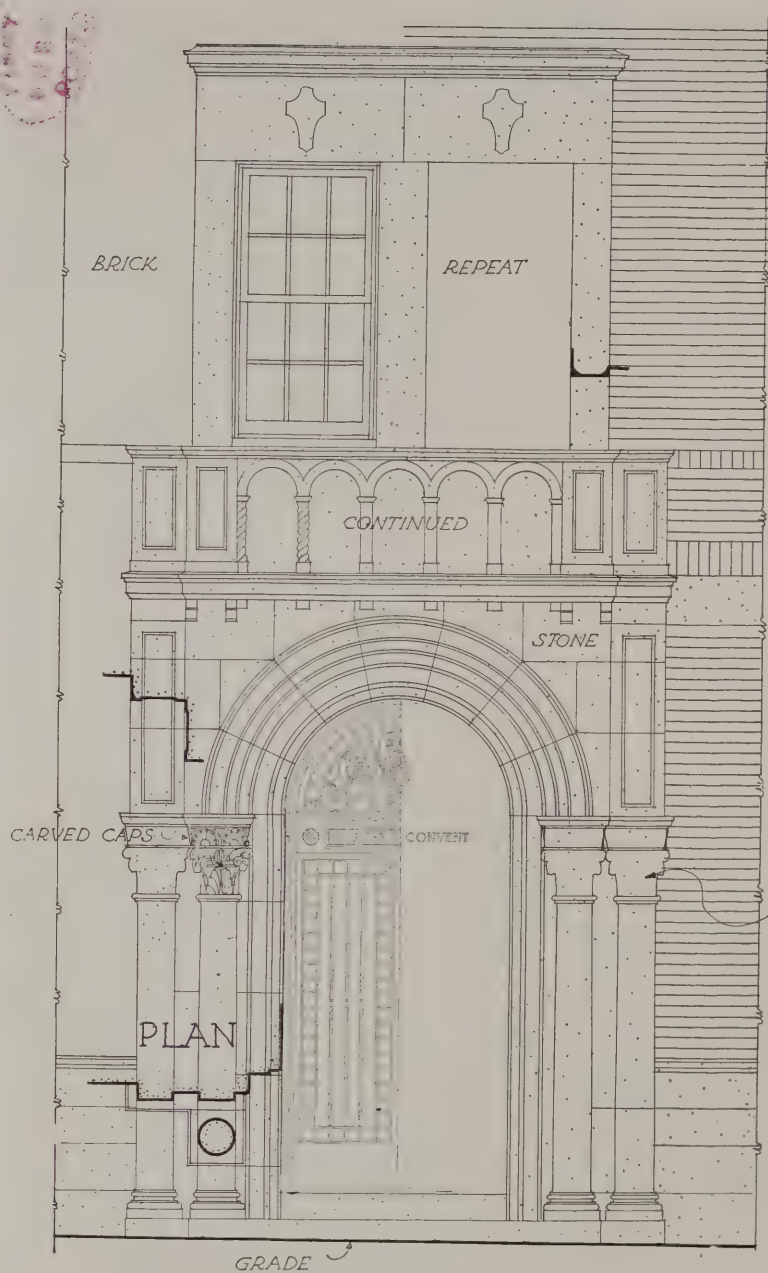 BRICK
REPEAT
CONTINUED
STONE
CARVED CAPS
CONVENT
PLAN
GRADE